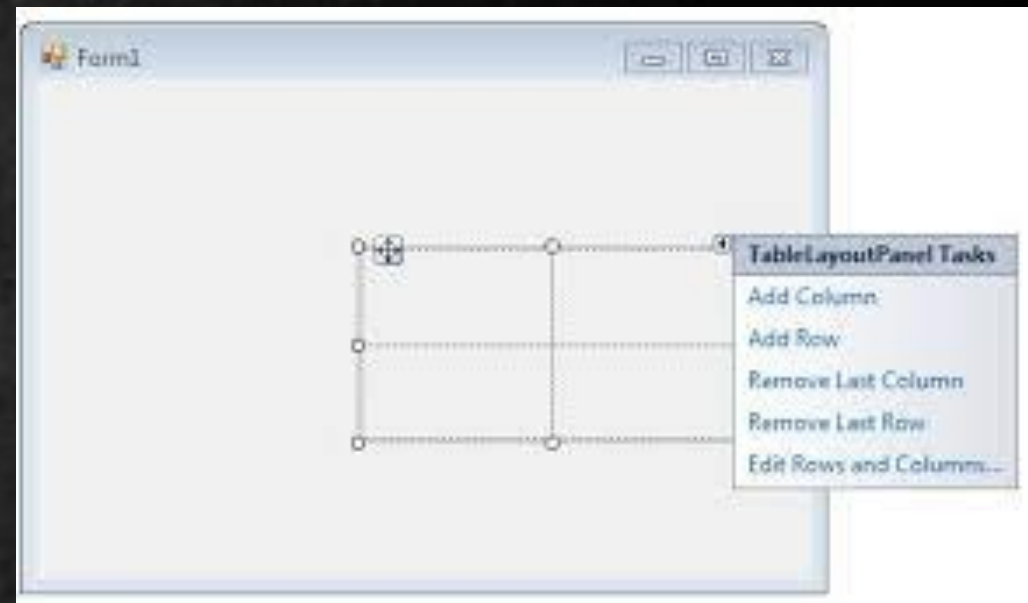 Form1
TableLayoutPanel Tasks
Add Column
Add Row
Remove Last Column
Remove Last Row
Edit Rows and Columns...